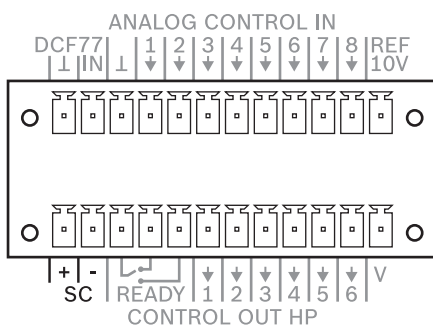 ANALOG CONTROL IN
DCF77 1 2 3 4 5 6 7 8 REF
⊥ IN ⊥ 10V
+ - V
SC READY 1 2 3 4 5 6
CONTROL OUT HP